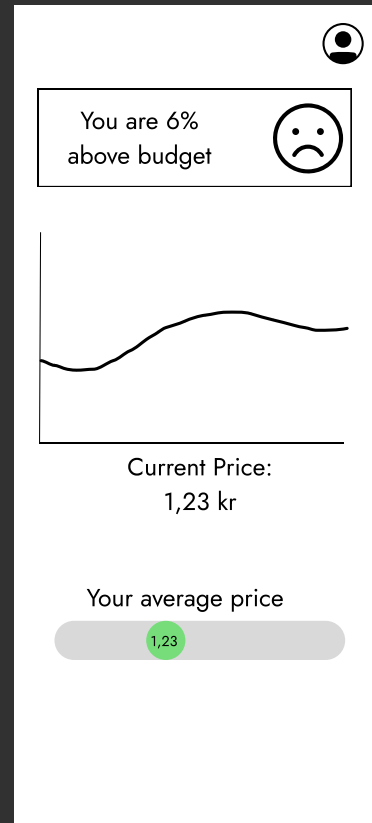 You are 6%
above budget
Current Price:
1,23 kr
Your average price
1,23